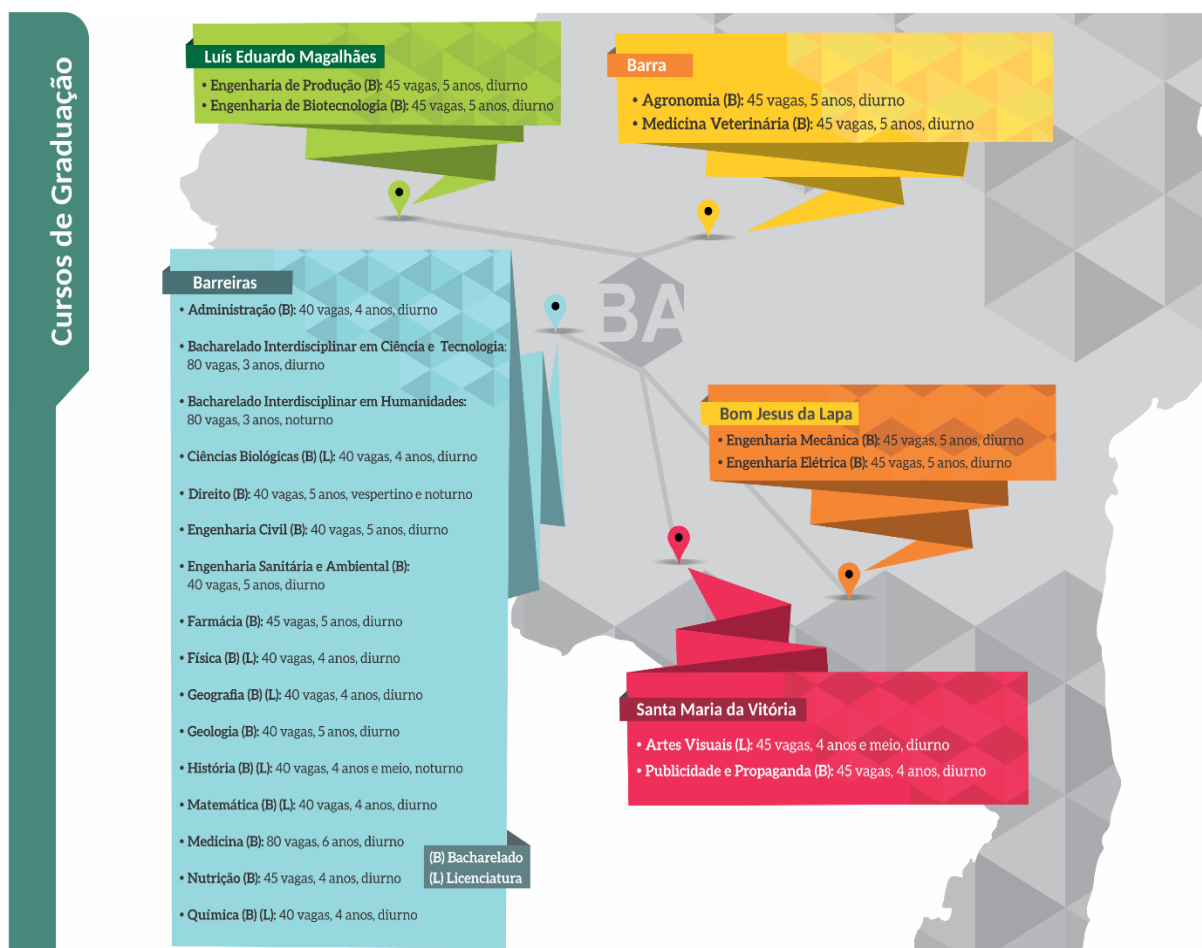 Cursos de Graduação
Luís Eduardo Magalhães
• Engenharia de Produção (B): 45 vagas, 5 anos, diurno
• Engenharia de Biotecnologia (B): 45 vagas, 5 anos, diurno
Barra
• Agronomia (B): 45 vagas, 5 anos, diurno
• Medicina Veterinária (B): 45 vagas, 5 anos, diurno
Barreiras
• Administração (B): 40 vagas, 4 anos, diurno
• Bacharelado Interdisciplinar em Ciência e Tecnologia:
80 vagas, 3 anos, diurno
• Bacharelado Interdisciplinar em Humanidades:
80 vagas, 3 anos, noturno
• Ciências Biológicas (B) (L): 40 vagas, 4 anos, diurno
• Direito (B): 40 vagas, 5 anos, vespertino e noturno
• Engenharia Civil (B): 40 vagas, 5 anos, diurno
• Engenharia Sanitária e Ambiental (B):
40 vagas, 5 anos, diurno
• Farmácia (B): 45 vagas, 5 anos, diurno
• Física (B) (L): 40 vagas, 4 anos, diurno
• Geografia (B) (L): 40 vagas, 4 anos, diurno
• Geologia (B): 40 vagas, 5 anos, diurno
• História (B) (L): 40 vagas, 4 anos e meio, noturno
• Matemática (B) (L): 40 vagas, 4 anos, diurno
• Medicina (B): 80 vagas, 6 anos, diurno
• Nutrição (B): 45 vagas, 4 anos, diurno
• Química (B) (L): 40 vagas, 4 anos, diurno
(B) Bacharelado
(L) Licenciatura
BA
Bom Jesus da Lapa
• Engenharia Mecânica (B): 45 vagas, 5 anos, diurno
• Engenharia Elétrica (B): 45 vagas, 5 anos, diurno
Santa Maria da Vitória
• Artes Visuais (L): 45 vagas, 4 anos e meio, diurno
• Publicidade e Propaganda (B): 45 vagas, 4 anos, diurno